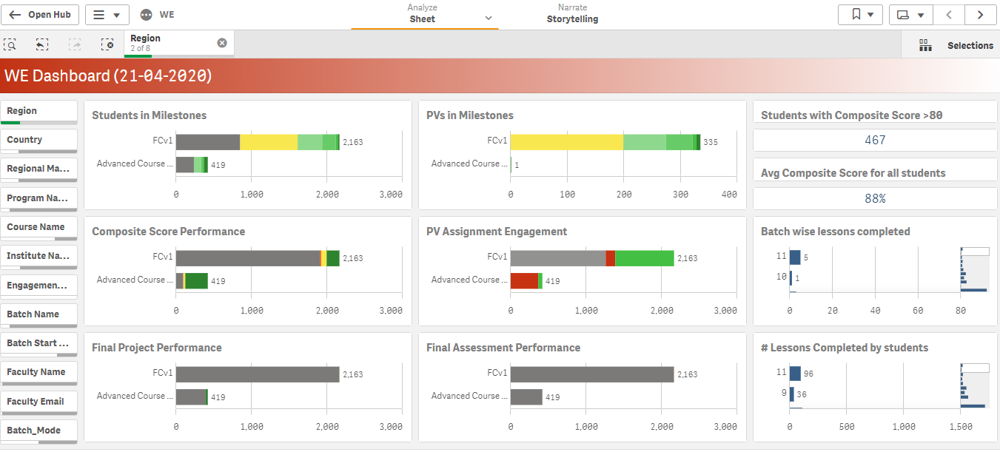 Open Hub
WE
Analyze
Sheet
Narrate
Storytelling
Region
2 of 8
Selections
WE Dashboard (21-04-2020)
Region
Country
Regional Ma...
Program Na...
Course Name
Institute Na...
Engagemen...
Batch Name
Batch Start ...
Faculty Name
Faculty Email
Batch_Mode
Students in Milestones
FCv1
2,163
Advanced Course ...
419
0 1,000 2,000 3,000
PVs in Milestones
FCv1
335
Advanced Course ...
1
0 100 200 300 400
Students with Composite Score >80
467
Avg Composite Score for all students
88%
Composite Score Performance
FCv1
2,163
Advanced Course ...
419
0 1,000 2,000 3,000
PV Assignment Engagement
FCv1
2,163
Advanced Course ...
419
0 1,000 2,000 3,000
Batch wise lessons completed
11 5
10 1
0 20 40 60 80
Final Project Performance
FCv1
2,163
Advanced Course ...
419
0 1,000 2,000 3,000
Final Assessment Performance
FCv1
2,163
Advanced Course ...
419
0 1,000 2,000 3,000
# Lessons Completed by students
11 96
9 36
0 500 1,000 1,500